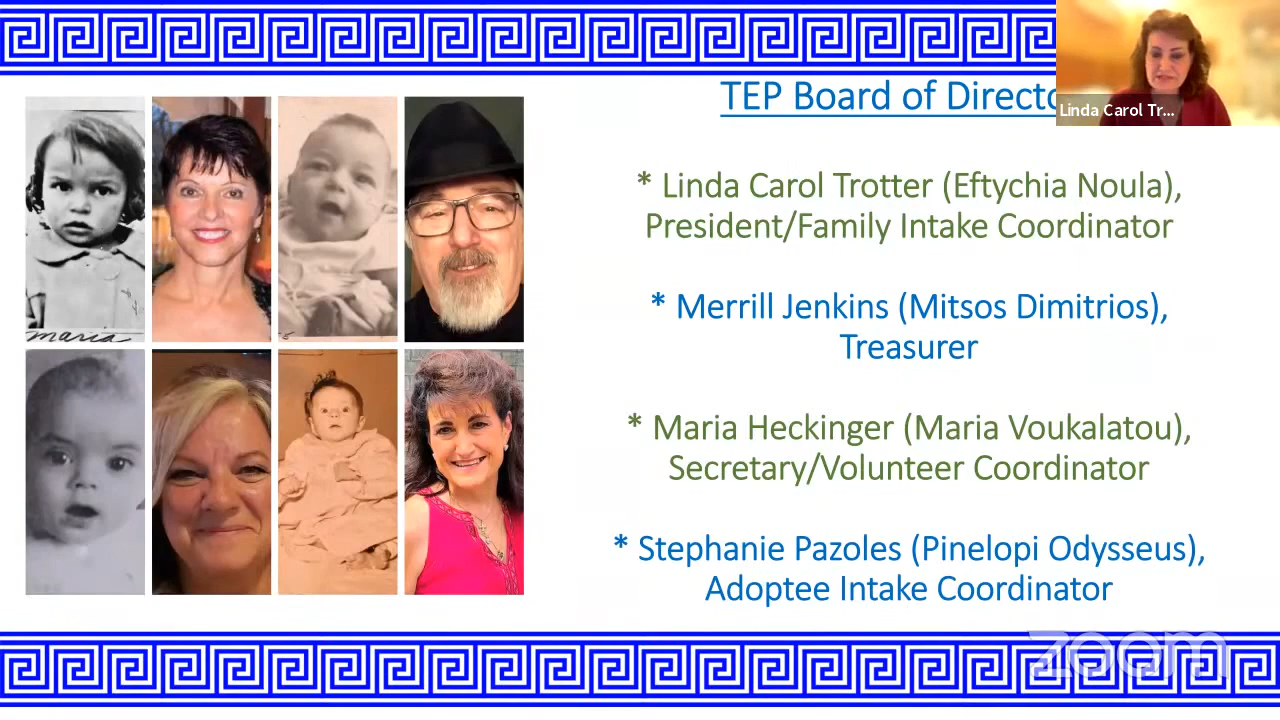 TEP Board of Directo
Linda Carol Tr...
* Linda Carol Trotter (Eftychia Noula),
President/Family Intake Coordinator
* Merrill Jenkins (Mitsos Dimitrios),
Treasurer
* Maria Heckinger (Maria Voukalatou),
Secretary/Volunteer Coordinator
* Stephanie Pazoles (Pinelopi Odysseus),
Adoptee Intake Coordinator
maria
zoom